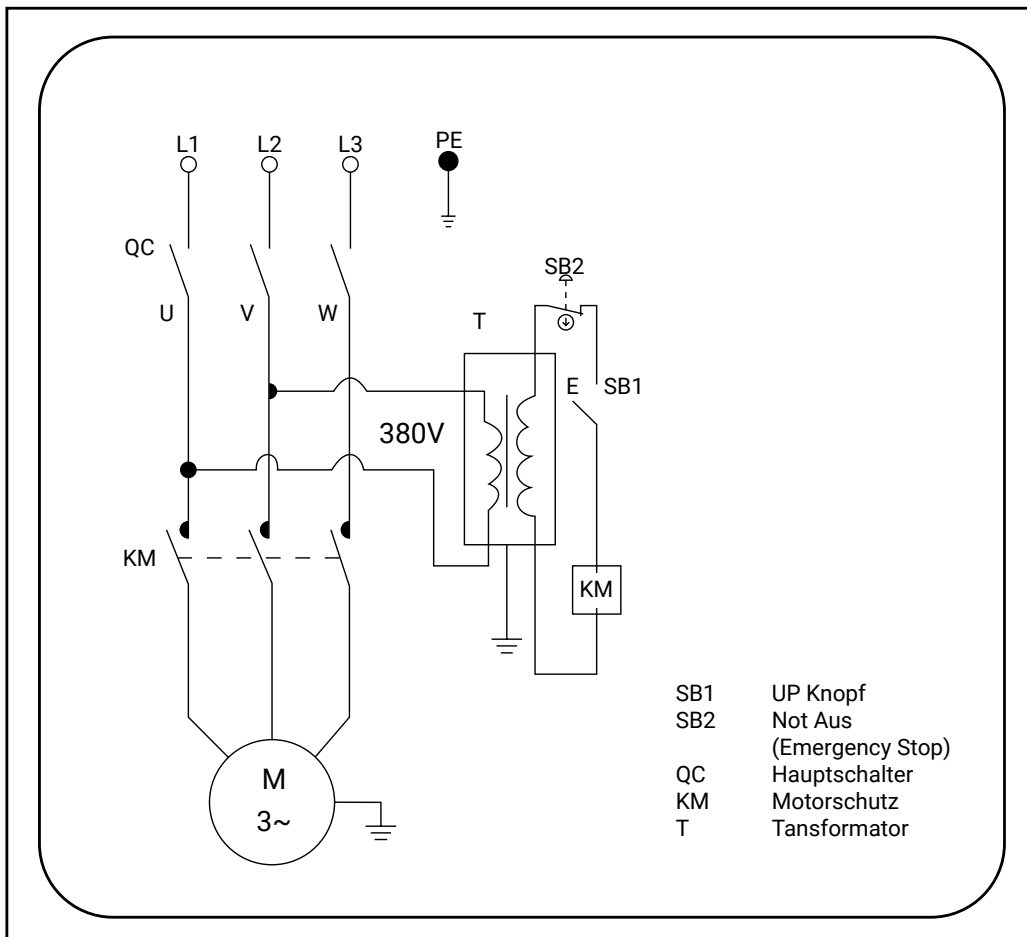 L1 L2 L3 PE
QC
SB2
U V W
T
E SB1
380V
KM
KM
SB1 UP Knopf
SB2 Not Aus
(Emergency Stop)
QC Hauptschalter
KM Motorschutz
T Tansformator
M
3~